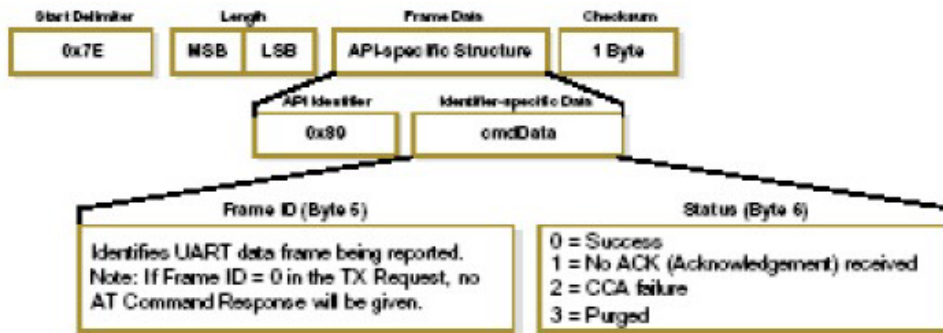 Start Delimiter Length Frame Data Checksum
0x7E MSB LSB API-specific Structure 1 Byte
API Identifier Identifier-specific Data
0x89 cmdData
Frame ID (Byte 5)
Identifies UART data frame being reported.
Note: If Frame ID = 0 in the TX Request, no
AT Command Response will be given.
Status (Byte 6)
0 = Success
1 = No ACK (Acknowledgement) received
2 = CCA failure
3 = Purged